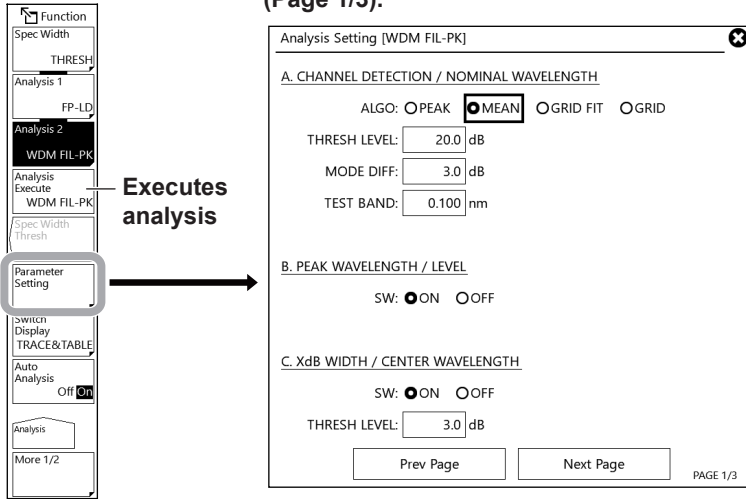 (Page 1/3).
Function
Spec Width
THRESH
Analysis 1
FP-LD
Analysis 2
WDM FIL-PK
Analysis
Execute
WDM FIL-PK
Spec Width
Thresh
Parameter
Setting
Switch
Display
TRACE&TABLE
Auto
Analysis
Off On
Analysis
More 1/2
Executes
analysis
Analysis Setting [WDM FIL-PK]
A. CHANNEL DETECTION / NOMINAL WAVELENGTH
ALGO: PEAK MEAN GRID FIT GRID
THRESH LEVEL: 20.0 dB
MODE DIFF: 3.0 dB
TEST BAND: 0.100 nm
B. PEAK WAVELENGTH / LEVEL
SW: ON OFF
C. XdB WIDTH / CENTER WAVELENGTH
SW: ON OFF
THRESH LEVEL: 3.0 dB
Prev Page Next Page
PAGE 1/3